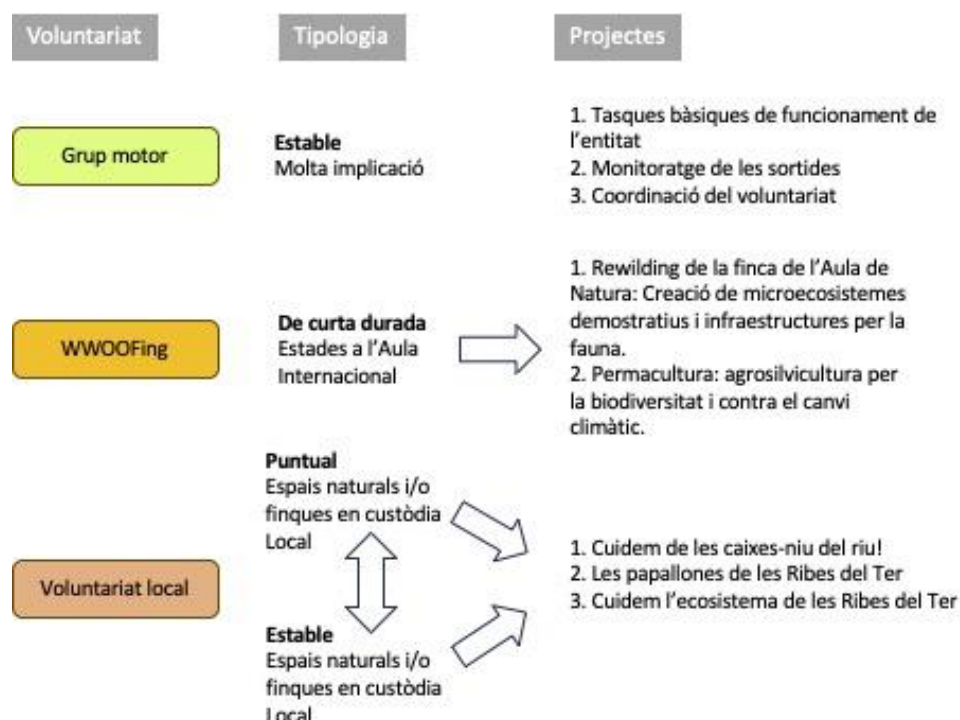 Voluntariat
Tipologia
Projectes
Grup motor
Estable
Molta implicació
1. Tasques bàsiques de funcionament de
l'entitat
2. Monitoratge de les sortides
3. Coordinació del voluntariat
WWOOFing
De curta durada
Estades a l'Aula
Internacional
1. Rewilding de la finca de l'Aula de
Natura: Creació de microecosistemes
demostratius i infraestructures per la
fauna.
2. Permacultura: agrosilvicultura per
la biodiversitat i contra el canvi
climàtic.
Voluntariat local
Puntual
Espais naturals i/o
finques en custòdia
Local
Estable
Espais naturals i/o
finques en custòdia
Local
1. Cuidem de les caixes-niu del riu!
2. Les papallones de les Ribes del Ter
3. Cuidem l'ecosistema de les Ribes del Ter